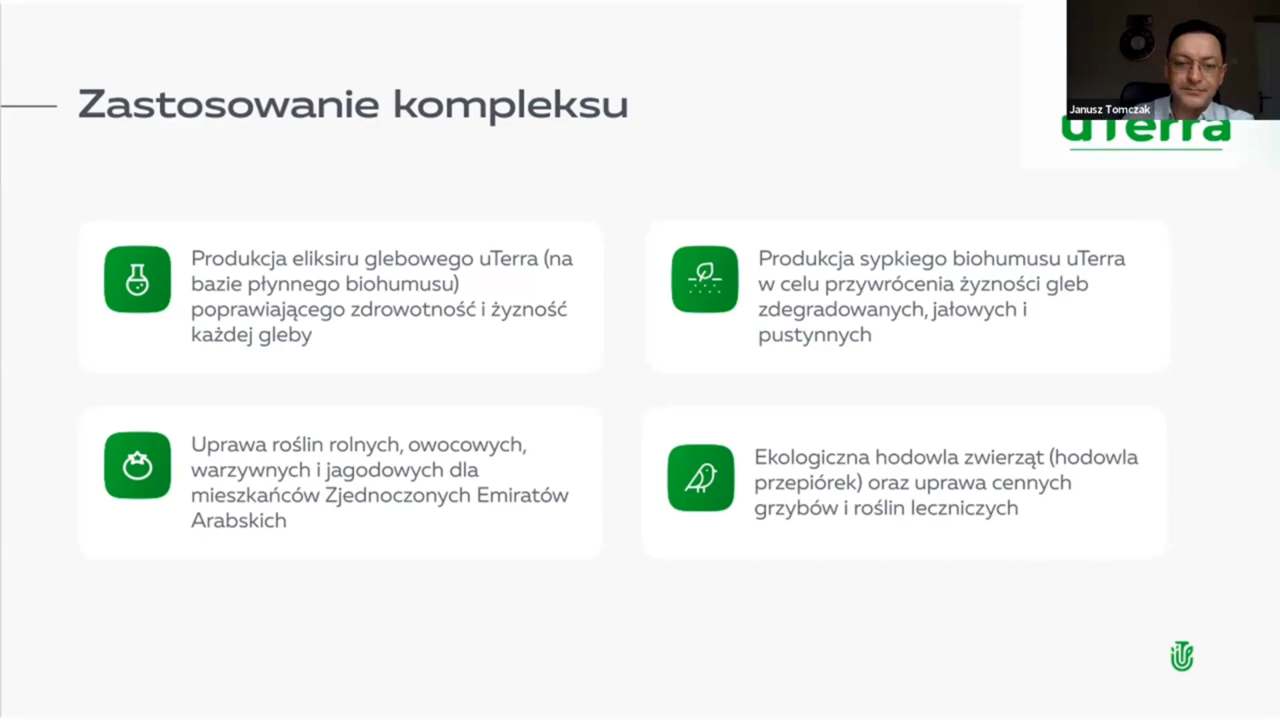 Janusz Tomczak
uTerra
Zastosowanie kompleksu
Produkcja eliksiru glebowego uTerra (na
bazie płynnego biohumusu)
poprawiającego zdrowotność i żyzność
każdej gleby
Produkcja sypkiego biohumusu uTerra
w celu przywrócenia żyzności gleb
zdegradowanych, jałowych i
pustynnych
Uprawa roślin rolnych, owocowych,
warzywnych i jagodowych dla
mieszkańców Zjednoczonych Emiratów
Arabskich
Ekologiczna hodowla zwierząt (hodowla
przepiórek) oraz uprawa cennych
grzybów i roślin leczniczych